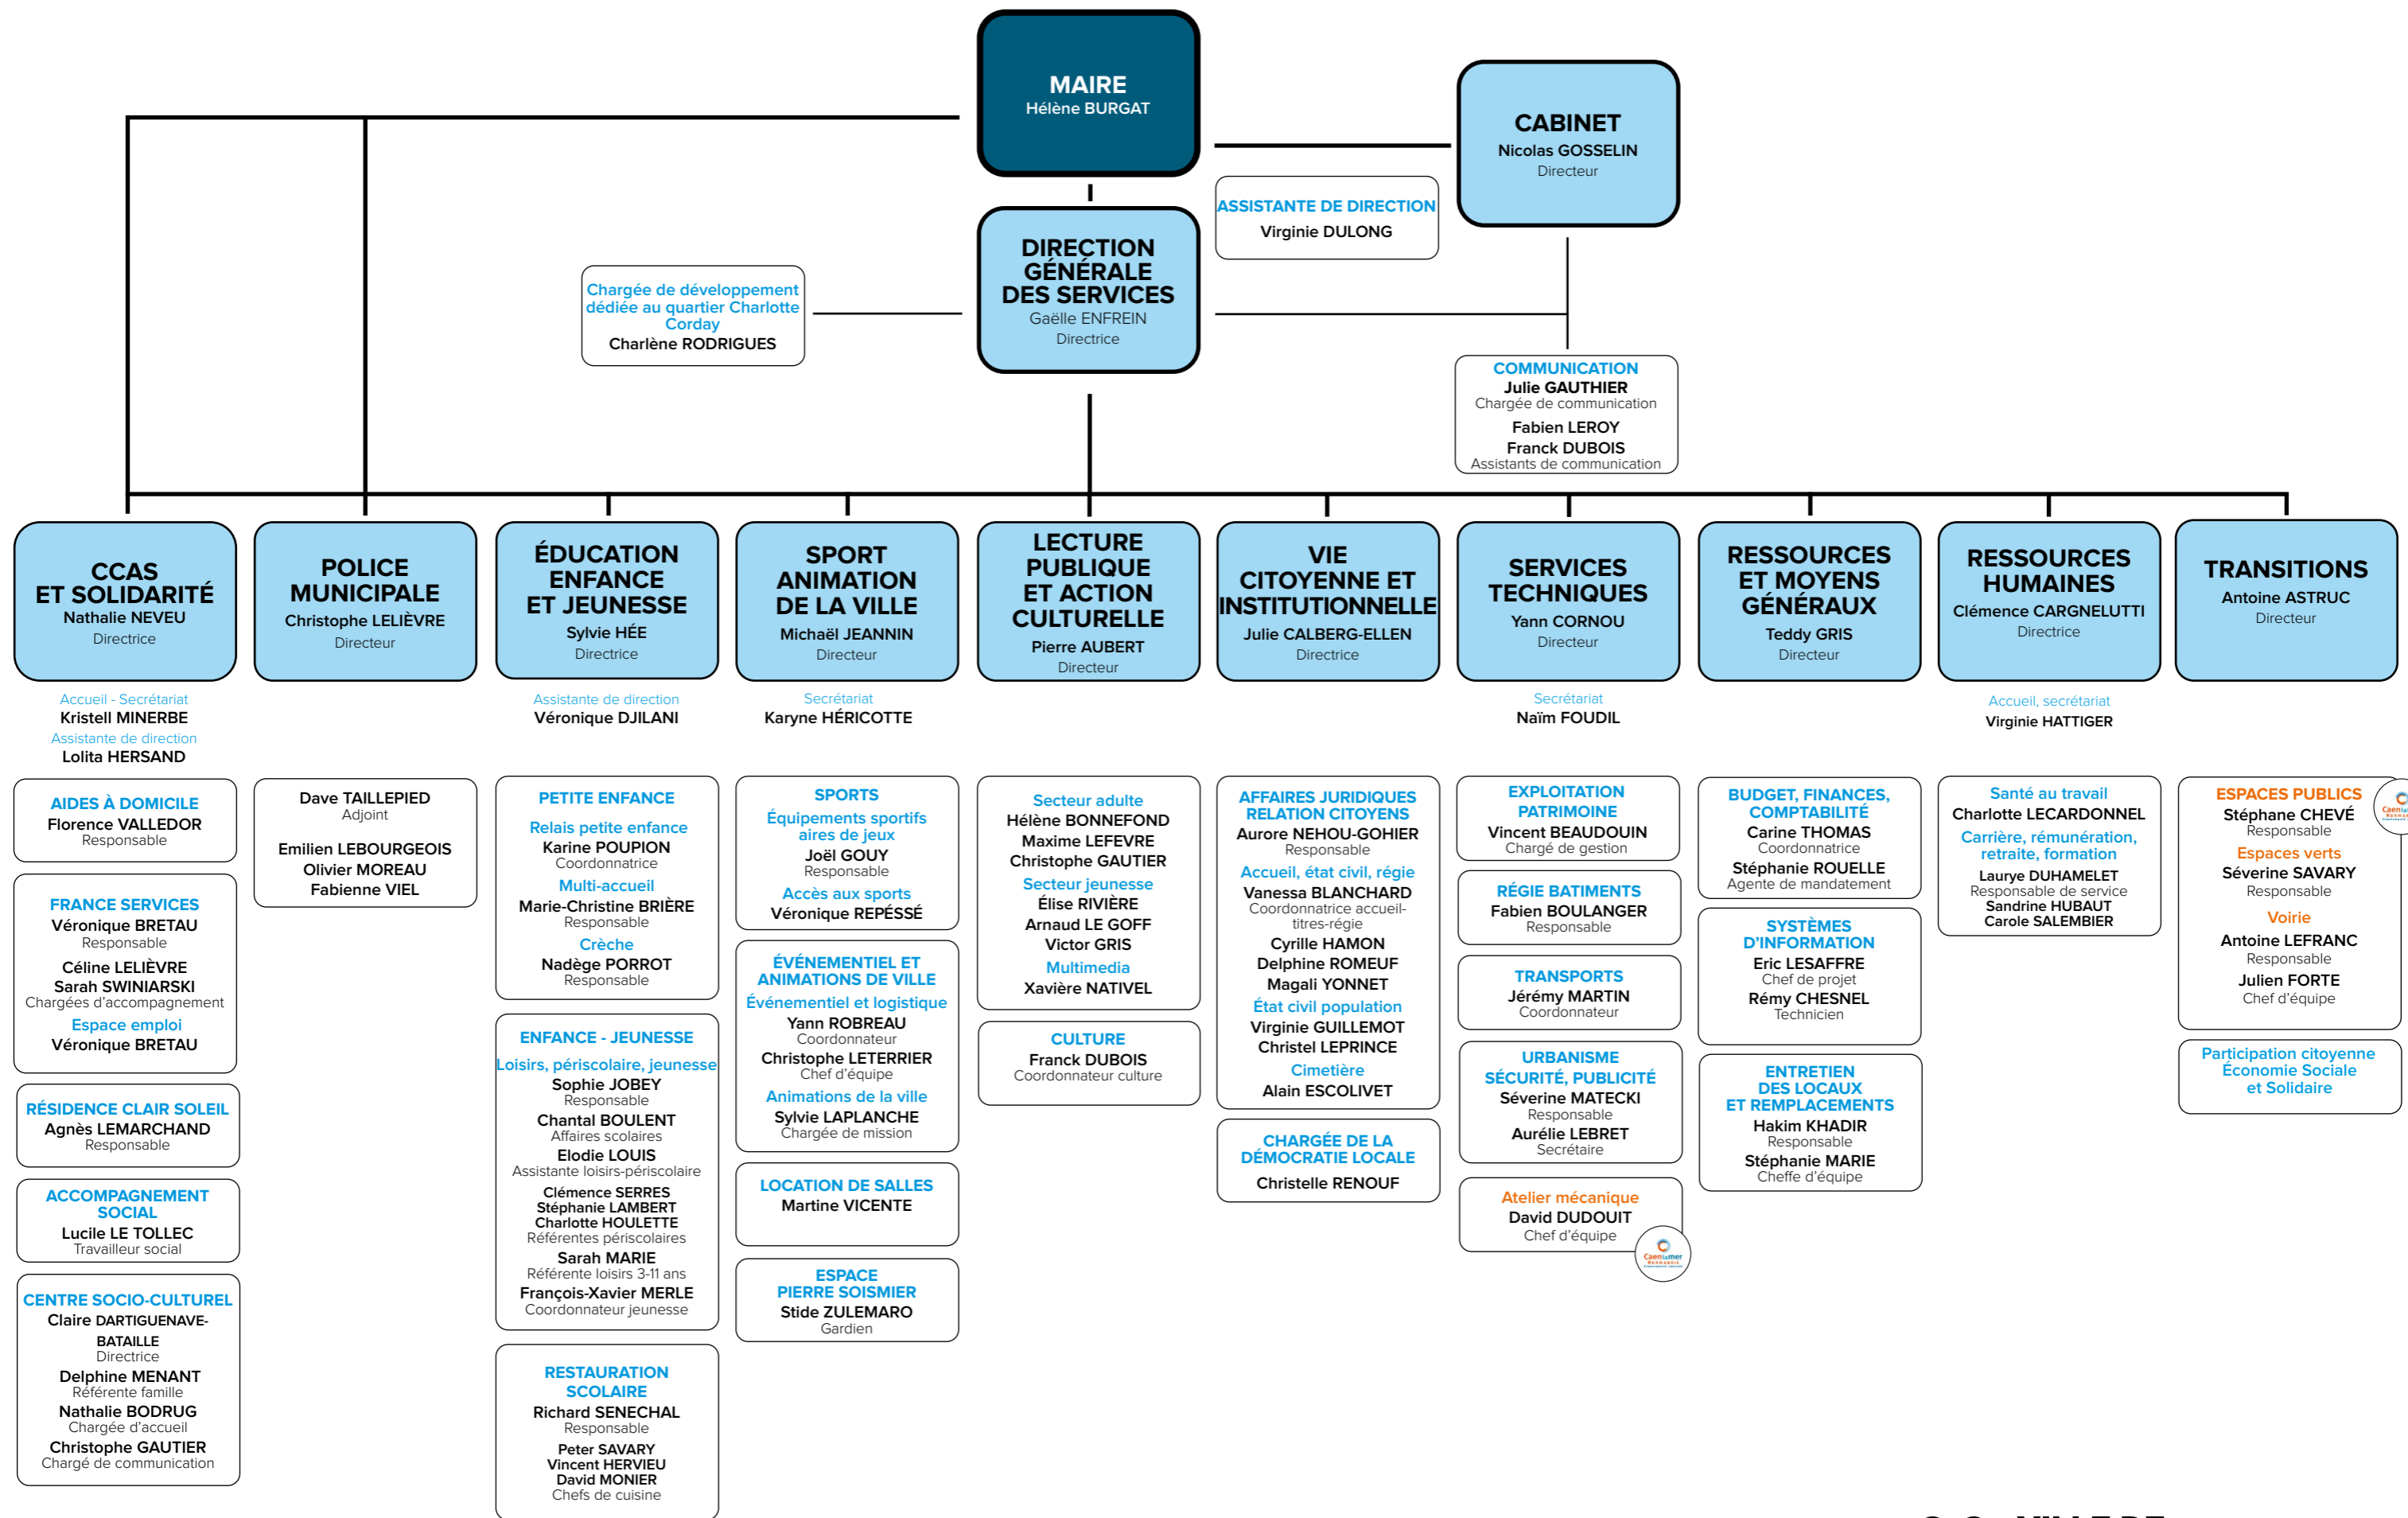 MAIRE
Hélène BURGAT
CABINET
Nicolas GOSSELIN
Directeur
ASSISTANTE DE DIRECTION
Virginie DULONG
DIRECTION
GÉNÉRALE
DES SERVICES
Gaëlle ENFREIN
Directrice
Chargée de développement
dédiée au quartier Charlotte
Corday
Charlène RODRIGUES
COMMUNICATION
Julie GAUTHIER
Chargée de communication
Fabien LEROY
Franck DUBOIS
Assistants de communication
CCAS
ET SOLIDARITÉ
Nathalie NEVEU
Directrice
Accueil - Secrétariat
Kristell MINERBE
Assistante de direction
Lolita HERSAND
AIDES À DOMICILE
Florence VALLEDOR
Responsable
FRANCE SERVICES
Véronique BRETAU
Responsable
Céline LELIÈVRE
Sarah SWINIARSKI
Chargées d'accompagnement
Espace emploi
Véronique BRETAU
RÉSIDENCE CLAIR SOLEIL
Agnès LEMARCHAND
Responsable
ACCOMPAGNEMENT
SOCIAL
Lucile LE TOLLEC
Travailleur social
CENTRE SOCIO-CULTUREL
Claire DARTIGUENAVE-
BATAILLE
Directrice
Delphine MENANT
Référente famille
Nathalie BODRUG
Chargée d'accueil
Christophe GAUTIER
Chargé de communication
POLICE
MUNICIPALE
Christophe LELIÈVRE
Directeur
Dave TAILLEPIED
Adjoint
Emilien LEBOURGEOIS
Olivier MOREAU
Fabienne VIEL
ÉDUCATION
ENFANCE
ET JEUNESSE
Sylvie HÉE
Directrice
Assistante de direction
Véronique DJILANI
PETITE ENFANCE
Relais petite enfance
Karine POUPION
Coordonnatrice
Multi-accueil
Marie-Christine BRIÈRE
Responsable
Crèche
Nadège PORROT
Responsable
ENFANCE - JEUNESSE
Loisirs, périscolaire, jeunesse
Sophie JOBEY
Responsable
Chantal BOULENT
Affaires scolaires
Elodie LOUIS
Assistante loisirs-périscolaire
Clémence SERRES
Stéphanie LAMBERT
Charlotte HOULETTE
Référentes périscolaires
Sarah MARIE
Référente loisirs 3-11 ans
François-Xavier MERLE
Coordonnateur jeunesse
RESTAURATION
SCOLAIRE
Richard SENECHAL
Responsable
Peter SAVARY
Vincent HERVIEU
David MONIER
Chefs de cuisine
SPORT
ANIMATION
DE LA VILLE
Michaël JEANNIN
Directeur
Secrétariat
Karyne HÉRICOTTE
SPORTS
Équipements sportifs
aires de jeux
Joël GOUY
Responsable
Accès aux sports
Véronique REPÉSSÉ
ÉVÉNEMENTIEL ET
ANIMATIONS DE VILLE
Événementiel et logistique
Yann ROBREAU
Coordonnateur
Christophe LETERRIER
Chef d'équipe
Animations de la ville
Sylvie LAPLANCHE
Chargée de mission
LOCATION DE SALLES
Martine VICENTE
ESPACE
PIERRE SOISMIER
Stide ZULEMARO
Gardien
LECTURE
PUBLIQUE
ET ACTION
CULTURELLE
Pierre AUBERT
Directeur
Secteur adulte
Hélène BONNEFOND
Maxime LEFEVRE
Christophe GAUTIER
Secteur jeunesse
Élise RIVIÈRE
Arnaud LE GOFF
Victor GRIS
Multimedia
Xavière NATIVEL
CULTURE
Franck DUBOIS
Coordonnateur culture
VIE
CITOYENNE ET
INSTITUTIONNELLE
Julie CALBERG-ELLEN
Directrice
AFFAIRES JURIDIQUES
RELATION CITOYENS
Aurore NEHOU-GOHIER
Responsable
Accueil, état civil, régie
Vanessa BLANCHARD
Coordonnatrice accueil-
titres-régie
Cyrille HAMON
Delphine ROMEUF
Magali YONNET
État civil population
Virginie GUILLEMOT
Christel LEPRINCE
Cimetière
Alain ESCOLIVET
CHARGÉE DE LA
DÉMOCRATIE LOCALE
Christelle RENOUF
SERVICES
TECHNIQUES
Yann CORNOU
Directeur
Secrétariat
Naïm FOUDIL
EXPLOITATION
PATRIMOINE
Vincent BEAUDOUIN
Chargé de gestion
RÉGIE BATIMENTS
Fabien BOULANGER
Responsable
TRANSPORTS
Jérémy MARTIN
Coordonnateur
URBANISME
SÉCURITÉ, PUBLICITÉ
Séverine MATECKI
Responsable
Aurélie LEBRET
Secrétaire
Atelier mécanique
David DUDOUIT
Chef d'équipe
Caen la mer
NORMANDIE
RESSOURCES
ET MOYENS
GÉNÉRAUX
Teddy GRIS
Directeur
BUDGET, FINANCES,
COMPTABILITÉ
Carine THOMAS
Coordonnatrice
Stéphanie ROUELLE
Agente de mandatement
SYSTÈMES
D'INFORMATION
Eric LESAFFRE
Chef de projet
Rémy CHESNEL
Technicien
ENTRETIEN
DES LOCAUX
ET REMPLACEMENTS
Hakim KHADIR
Responsable
Stéphanie MARIE
Cheffe d'équipe
RESSOURCES
HUMAINES
Clémence CARGNELUTTI
Directrice
Accueil, secrétariat
Virginie HATTIGER
Santé au travail
Charlotte LECARDONNEL
Carrière, rémunération,
retraite, formation
Laurye DUHAMELET
Responsable de service
Sandrine HUBAUT
Carole SALEMBIER
TRANSITIONS
Antoine ASTRUC
Directeur
ESPACES PUBLICS
Stéphane CHEVÉ
Responsable
Espaces verts
Séverine SAVARY
Responsable
Voirie
Antoine LEFRANC
Responsable
Julien FORTE
Chef d'équipe
Participation citoyenne
Économie Sociale
et Solidaire
VILLE DE